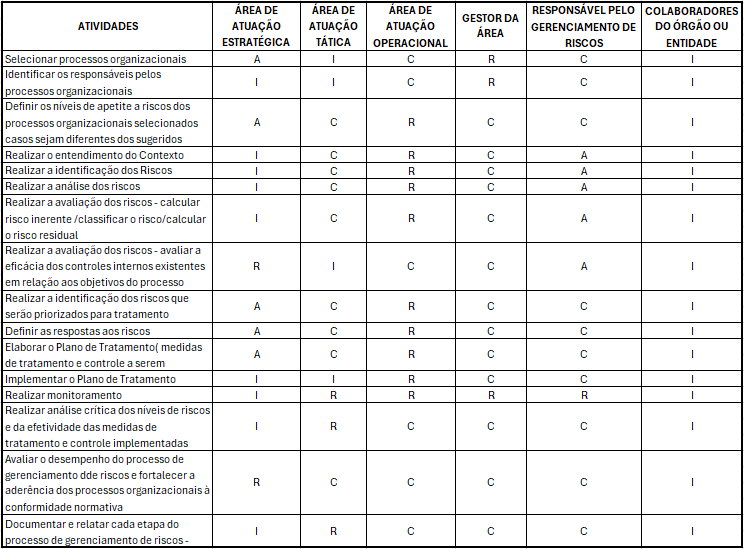 ATIVIDADES
ÁREA DE
ATUAÇÃO
ESTRATÉGICA
ÁREA DE
ATUAÇÃO
TÁTICA
ÁREA DE
ATUAÇÃO
OPERACIONAL
GESTOR DA
ÁREA
RESPONSÁVEL PELO
GERENCIAMENTO DE
RISCOS
COLABORADORES
DO ÓRGÃO OU
ENTIDADE
Selecionar processos organizacionais A I C R C I
Identificar os responsáveis pelos
processos organizacionais I I C R C I
Definir os níveis de apetite a riscos dos
processos organizacionais selecionados A C R C C I
casos sejam diferentes dos sugeridos
Realizar o entendimento do Contexto I C R C A I
Realizar a identificação dos Riscos I C R C A I
Realizar a análise dos riscos I C R C A I
Realizar a avaliação dos riscos - calcular
risco inerente /classificar o risco/calcular I C R C A I
o risco residual
Realizar a avaliação dos riscos - avaliar a
eficácia dos controles internos existentes R I C C A I
em relação aos objetivos do processo
Realizar a identificação dos riscos que
serão priorizados para tratamento A C R C C I
Definir as respostas aos riscos A C R C C I
Elaborar o Plano de Tratamento( medidas
de tratamento e controle a serem A C R C C I
Implementar o Plano de Tratamento I I R C C I
Realizar monitoramento I R R R R I
Realizar análise crítica dos níveis de riscos
e da efetividade das medidas de I R C C C I
tratamento e controle implementadas
Avaliar o desempenho do processo de
gerenciamento dde riscos e fortalecer a
aderência dos processos organizacionais à R C C C C I
conformidade normativa
Documentar e relatar cada etapa do
processo de gerenciamento de riscos - I R C C C I